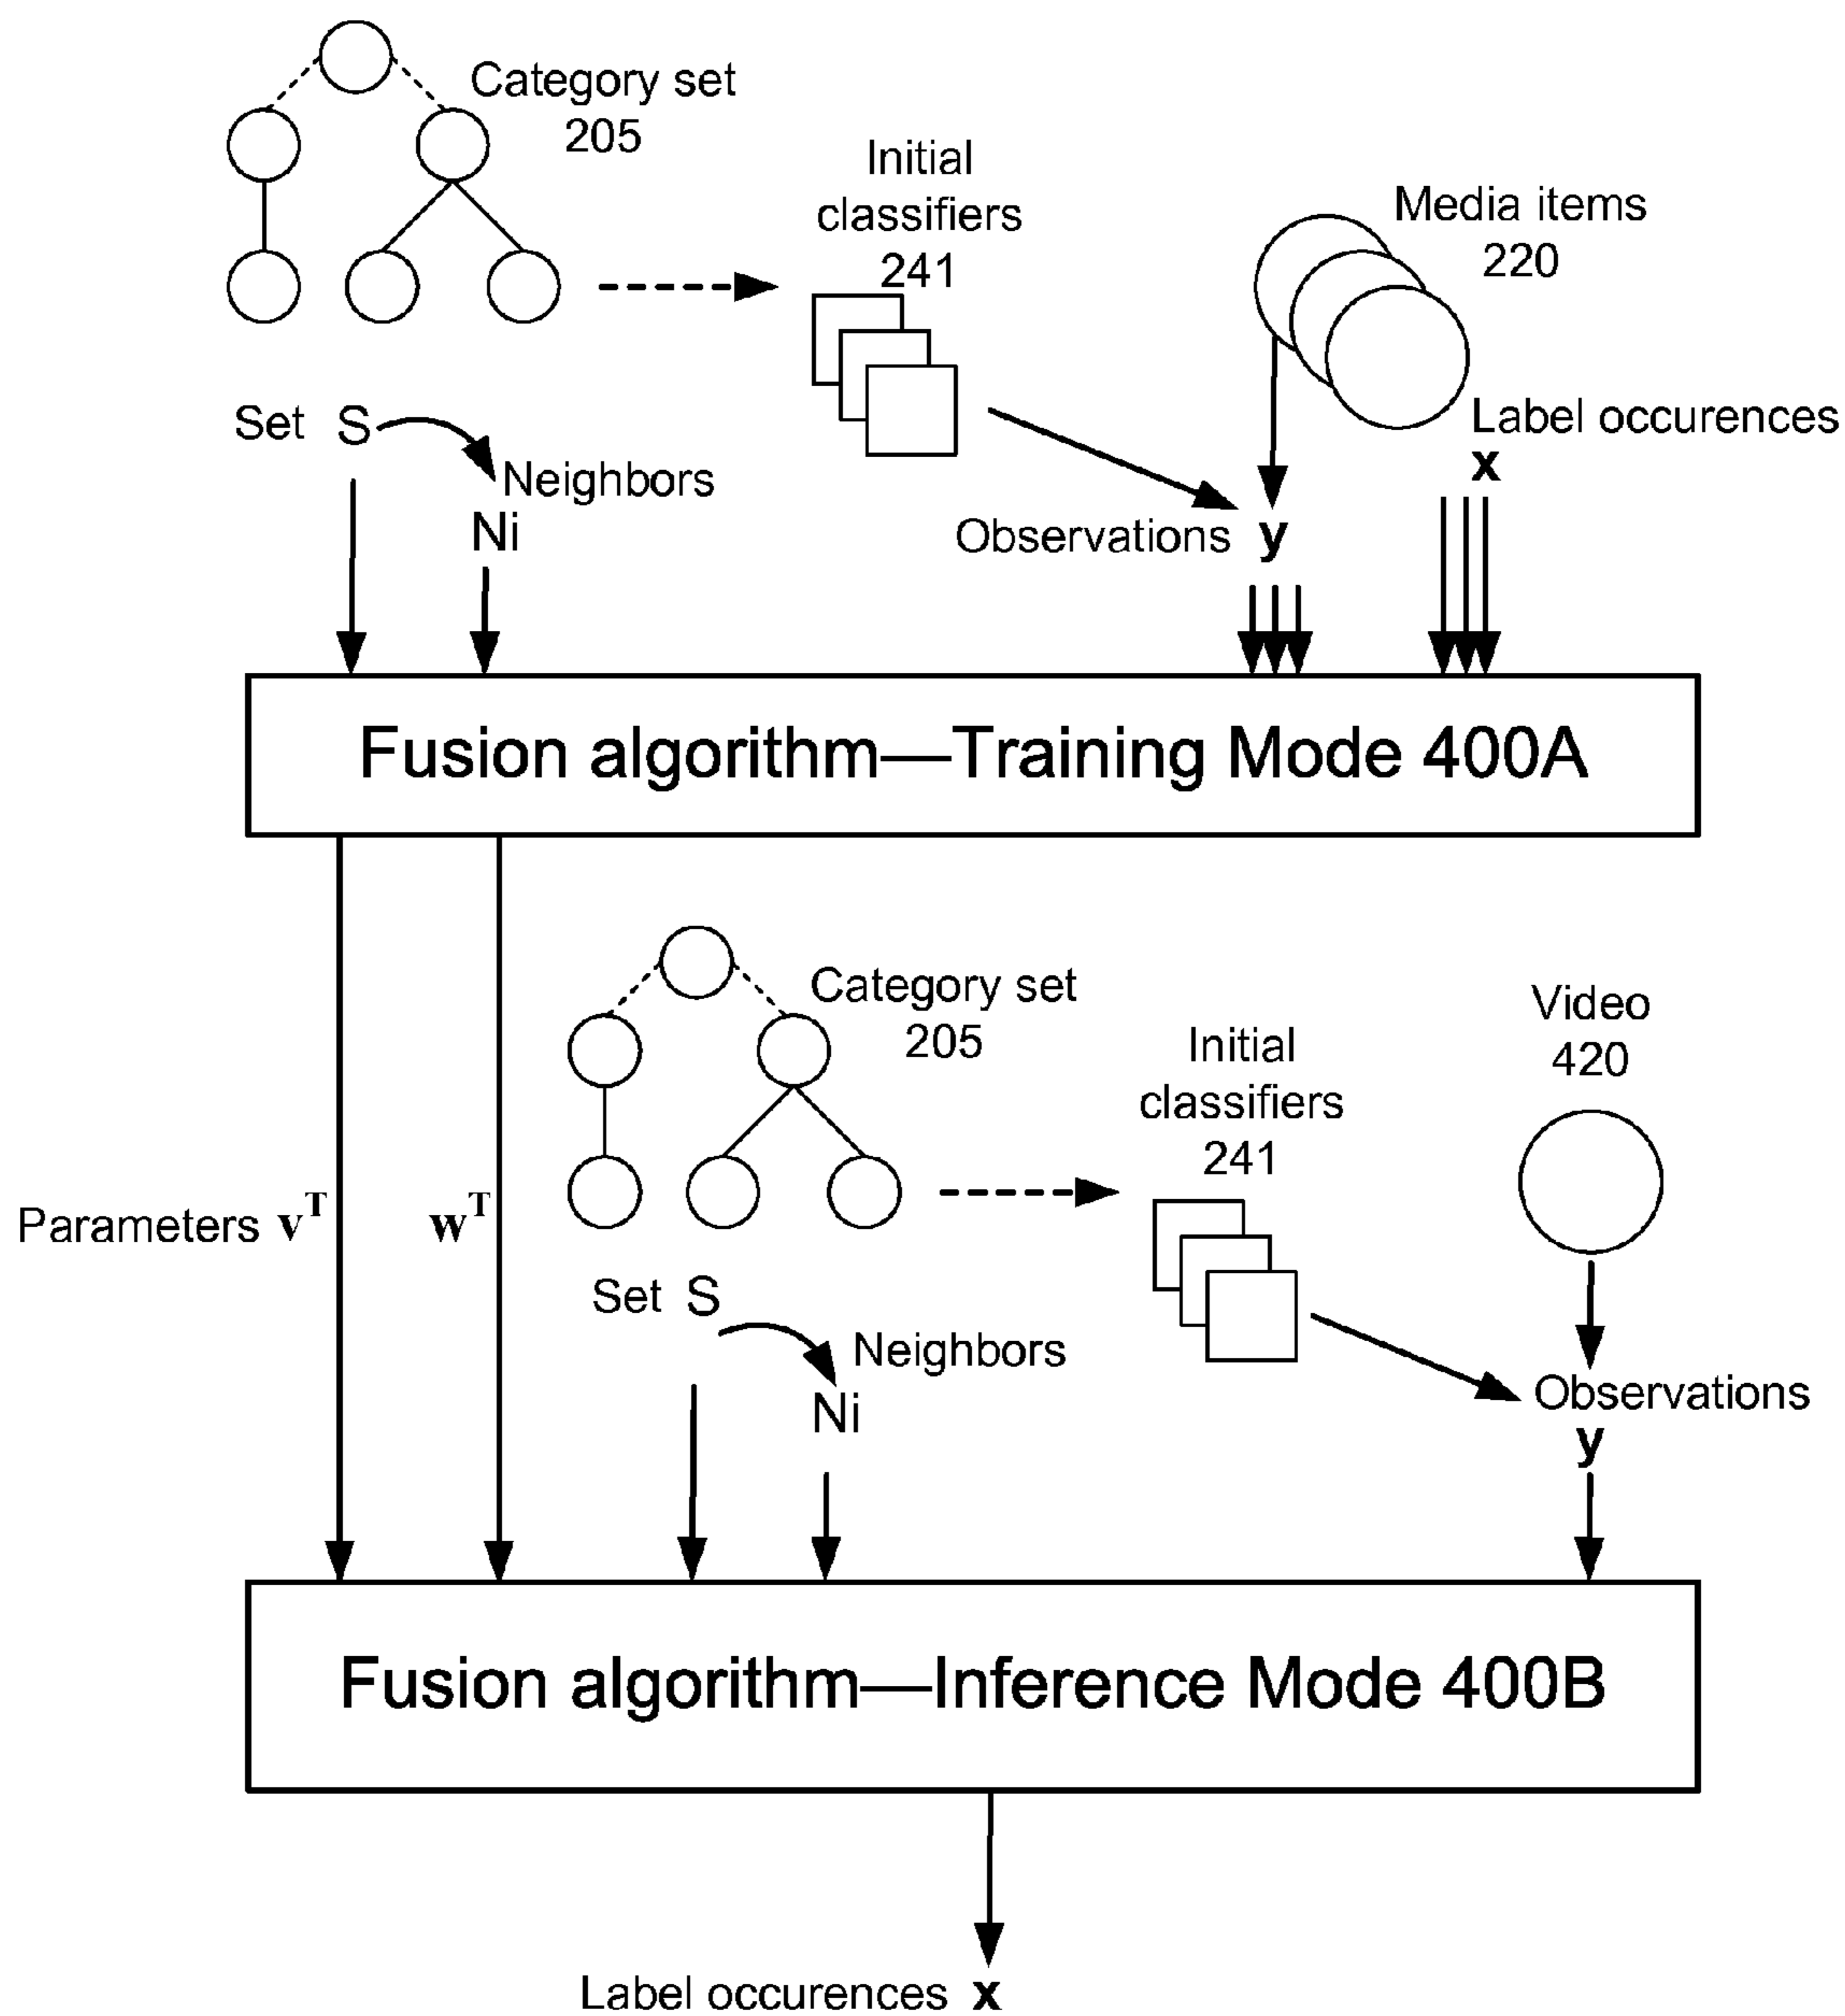 Category set
205
Initial
classifiers
241
Media items
220
Set S
Neighbors
Ni
Label occurences
x
Observations y
Fusion algorithm—Training Mode 400A
Category set
205
Initial
classifiers
241
Video
420
Parameters v^T
w^T
Set S
Neighbors
Ni
Observations
y
Fusion algorithm—Inference Mode 400B
Label occurences x